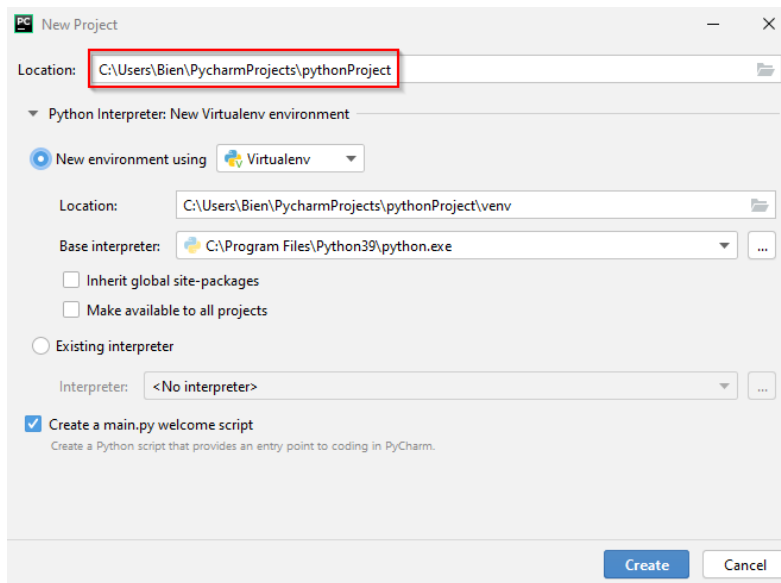 PC New Project
Location: C:\Users\Bien\PycharmProjects\pythonProject
Python Interpreter: New Virtualenv environment
New environment using Virtualenv
Location: C:\Users\Bien\PycharmProjects\pythonProject\venv
Base interpreter: C:\Program Files\Python39\python.exe ...
Inherit global site-packages
Make available to all projects
Existing interpreter
Interpreter: <No interpreter> ...
Create a main.py welcome script
Create a Python script that provides an entry point to coding in PyCharm.
Create Cancel